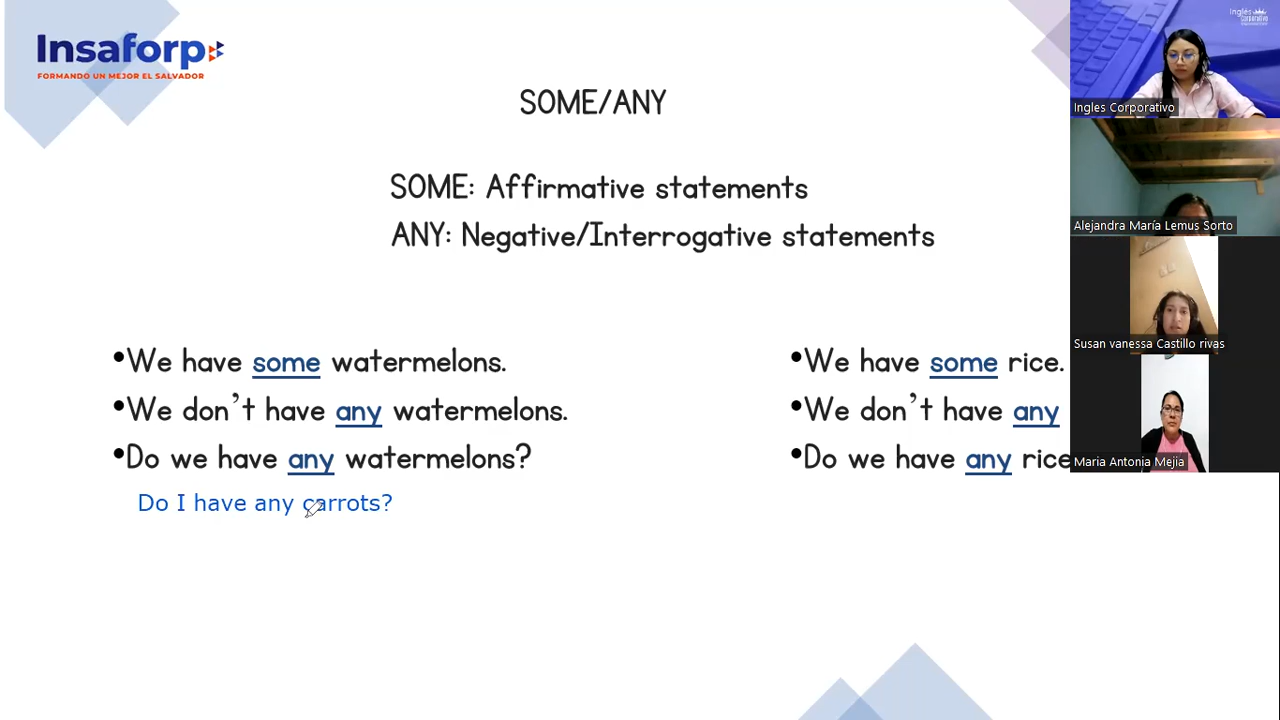 Insaforp
FORMANDO UN MEJOR EL SALVADOR
SOME/ANY
SOME: Affirmative statements
ANY: Negative/Interrogative statements
•We have some watermelons.
•We don't have any watermelons.
•Do we have any watermelons?
Do I have any carrots?
•We have some rice.
•We don't have any
•Do we have any rice
Inglés
Corporativo
Ingles Corporativo
Alejandra María Lemus Sorto
Susan vanessa Castillo rivas
Maria Antonia Mejia